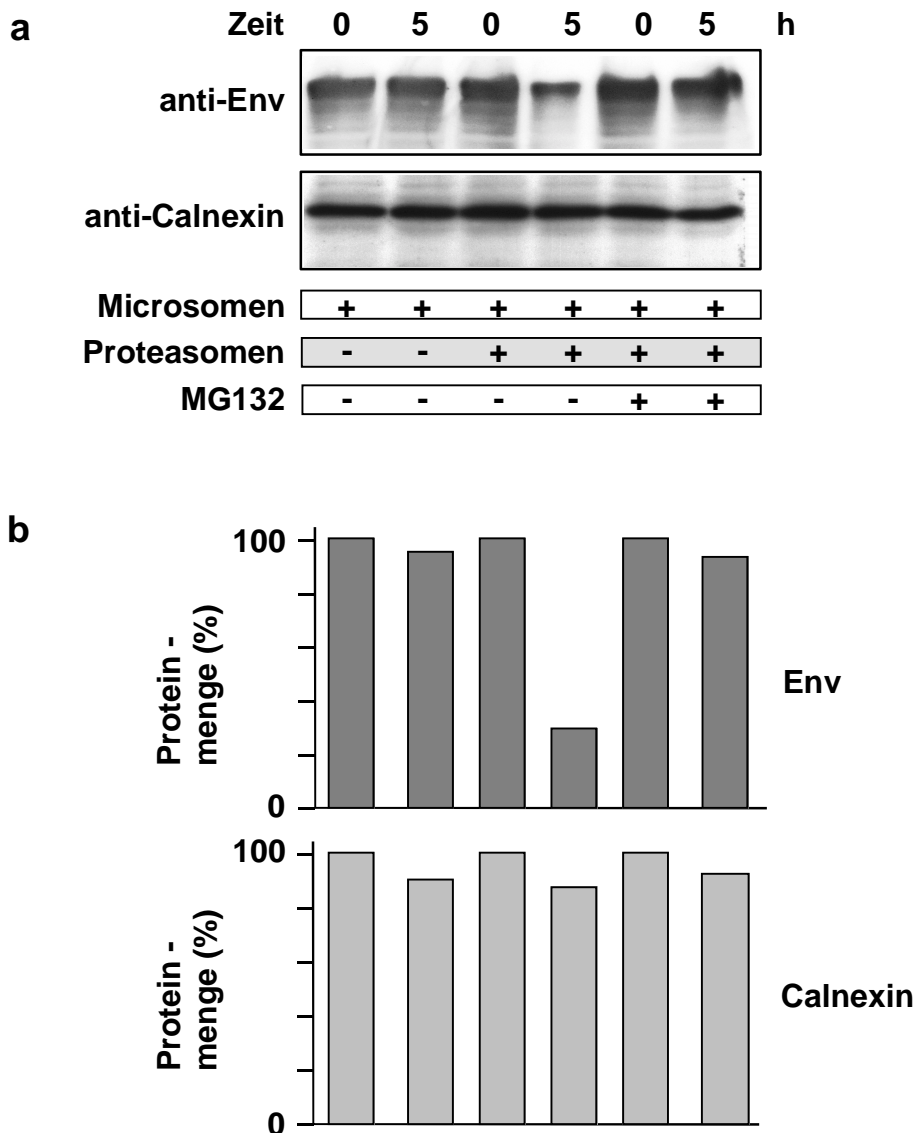 a
Zeit 0 5 0 5 0 5 h
anti-Env
anti-Calnexin
Microsomen + + + + + +
Proteasomen - - + + + +
MG132 - - - - + +
b
100
Protein -
menge (%)
0
Env
100
Protein -
menge (%)
0
Calnexin